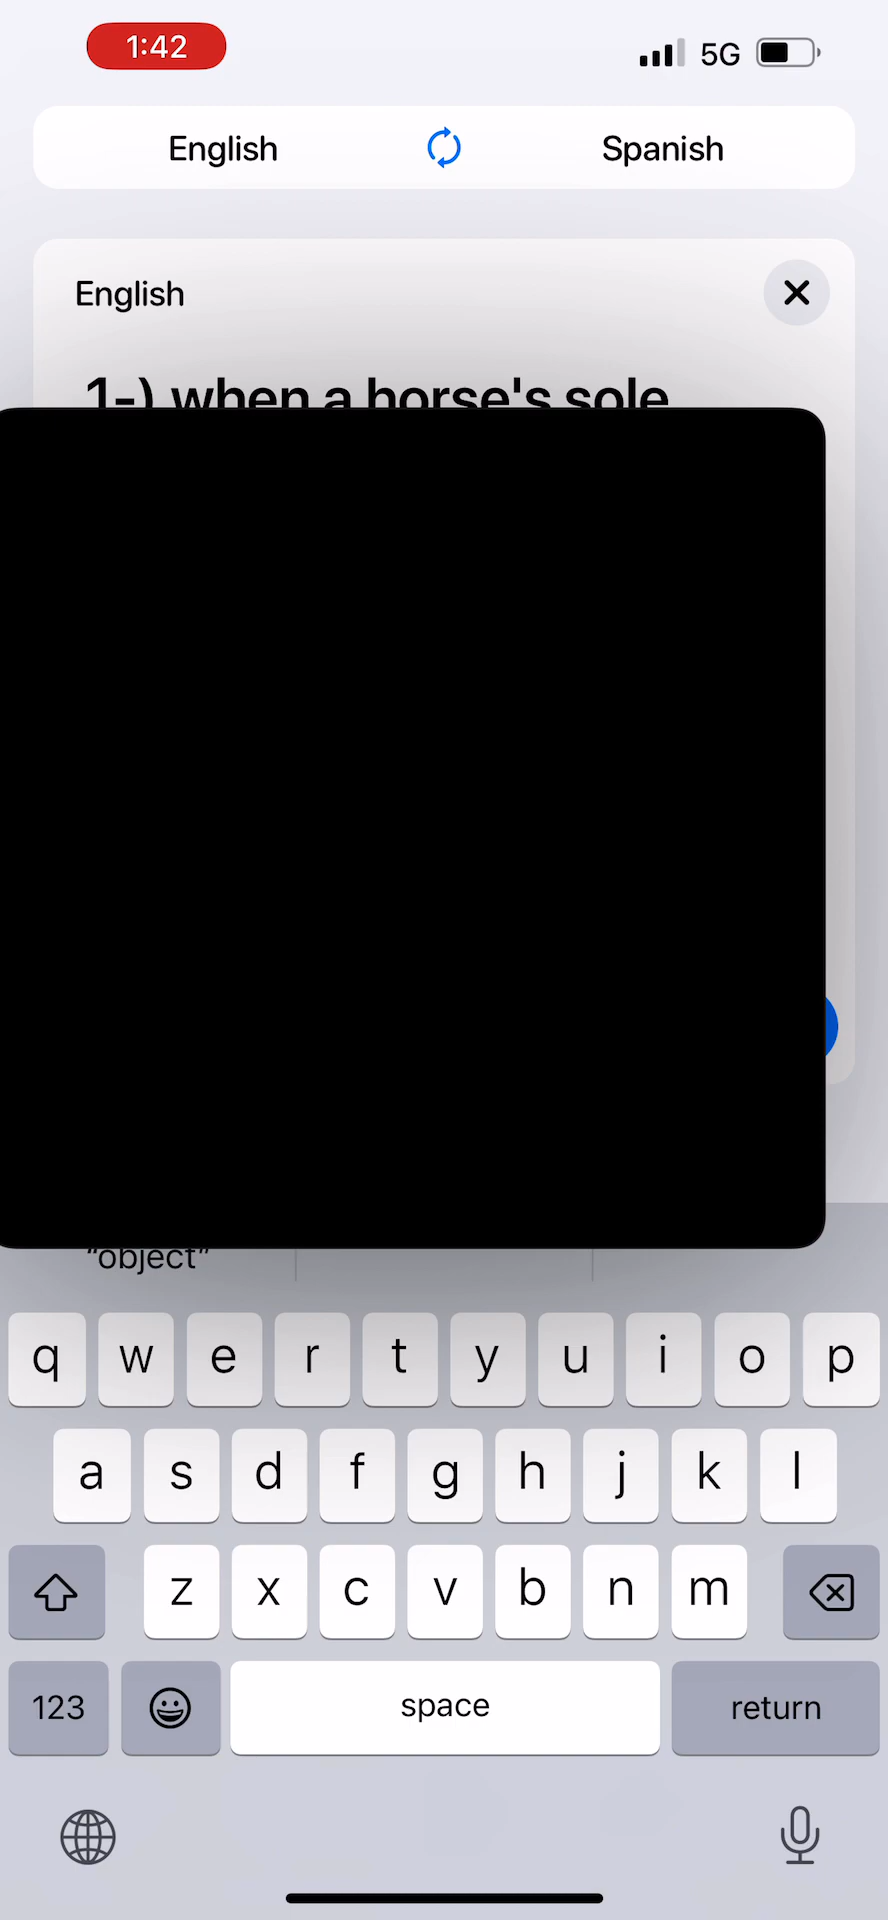 1:42
5G
English
Spanish
English
1-) when a horse's sole
"object"
q w e r t y u i o p
a s d f g h j k l
z x c v b n m
123
space
return